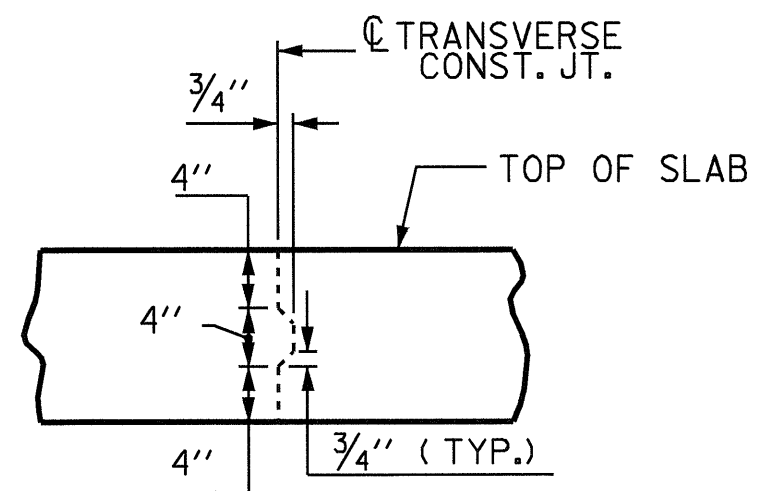 ℄ TRANSVERSE
CONST. JT.
3/4"
4"
TOP OF SLAB
4"
3/4" (TYP.)
4"